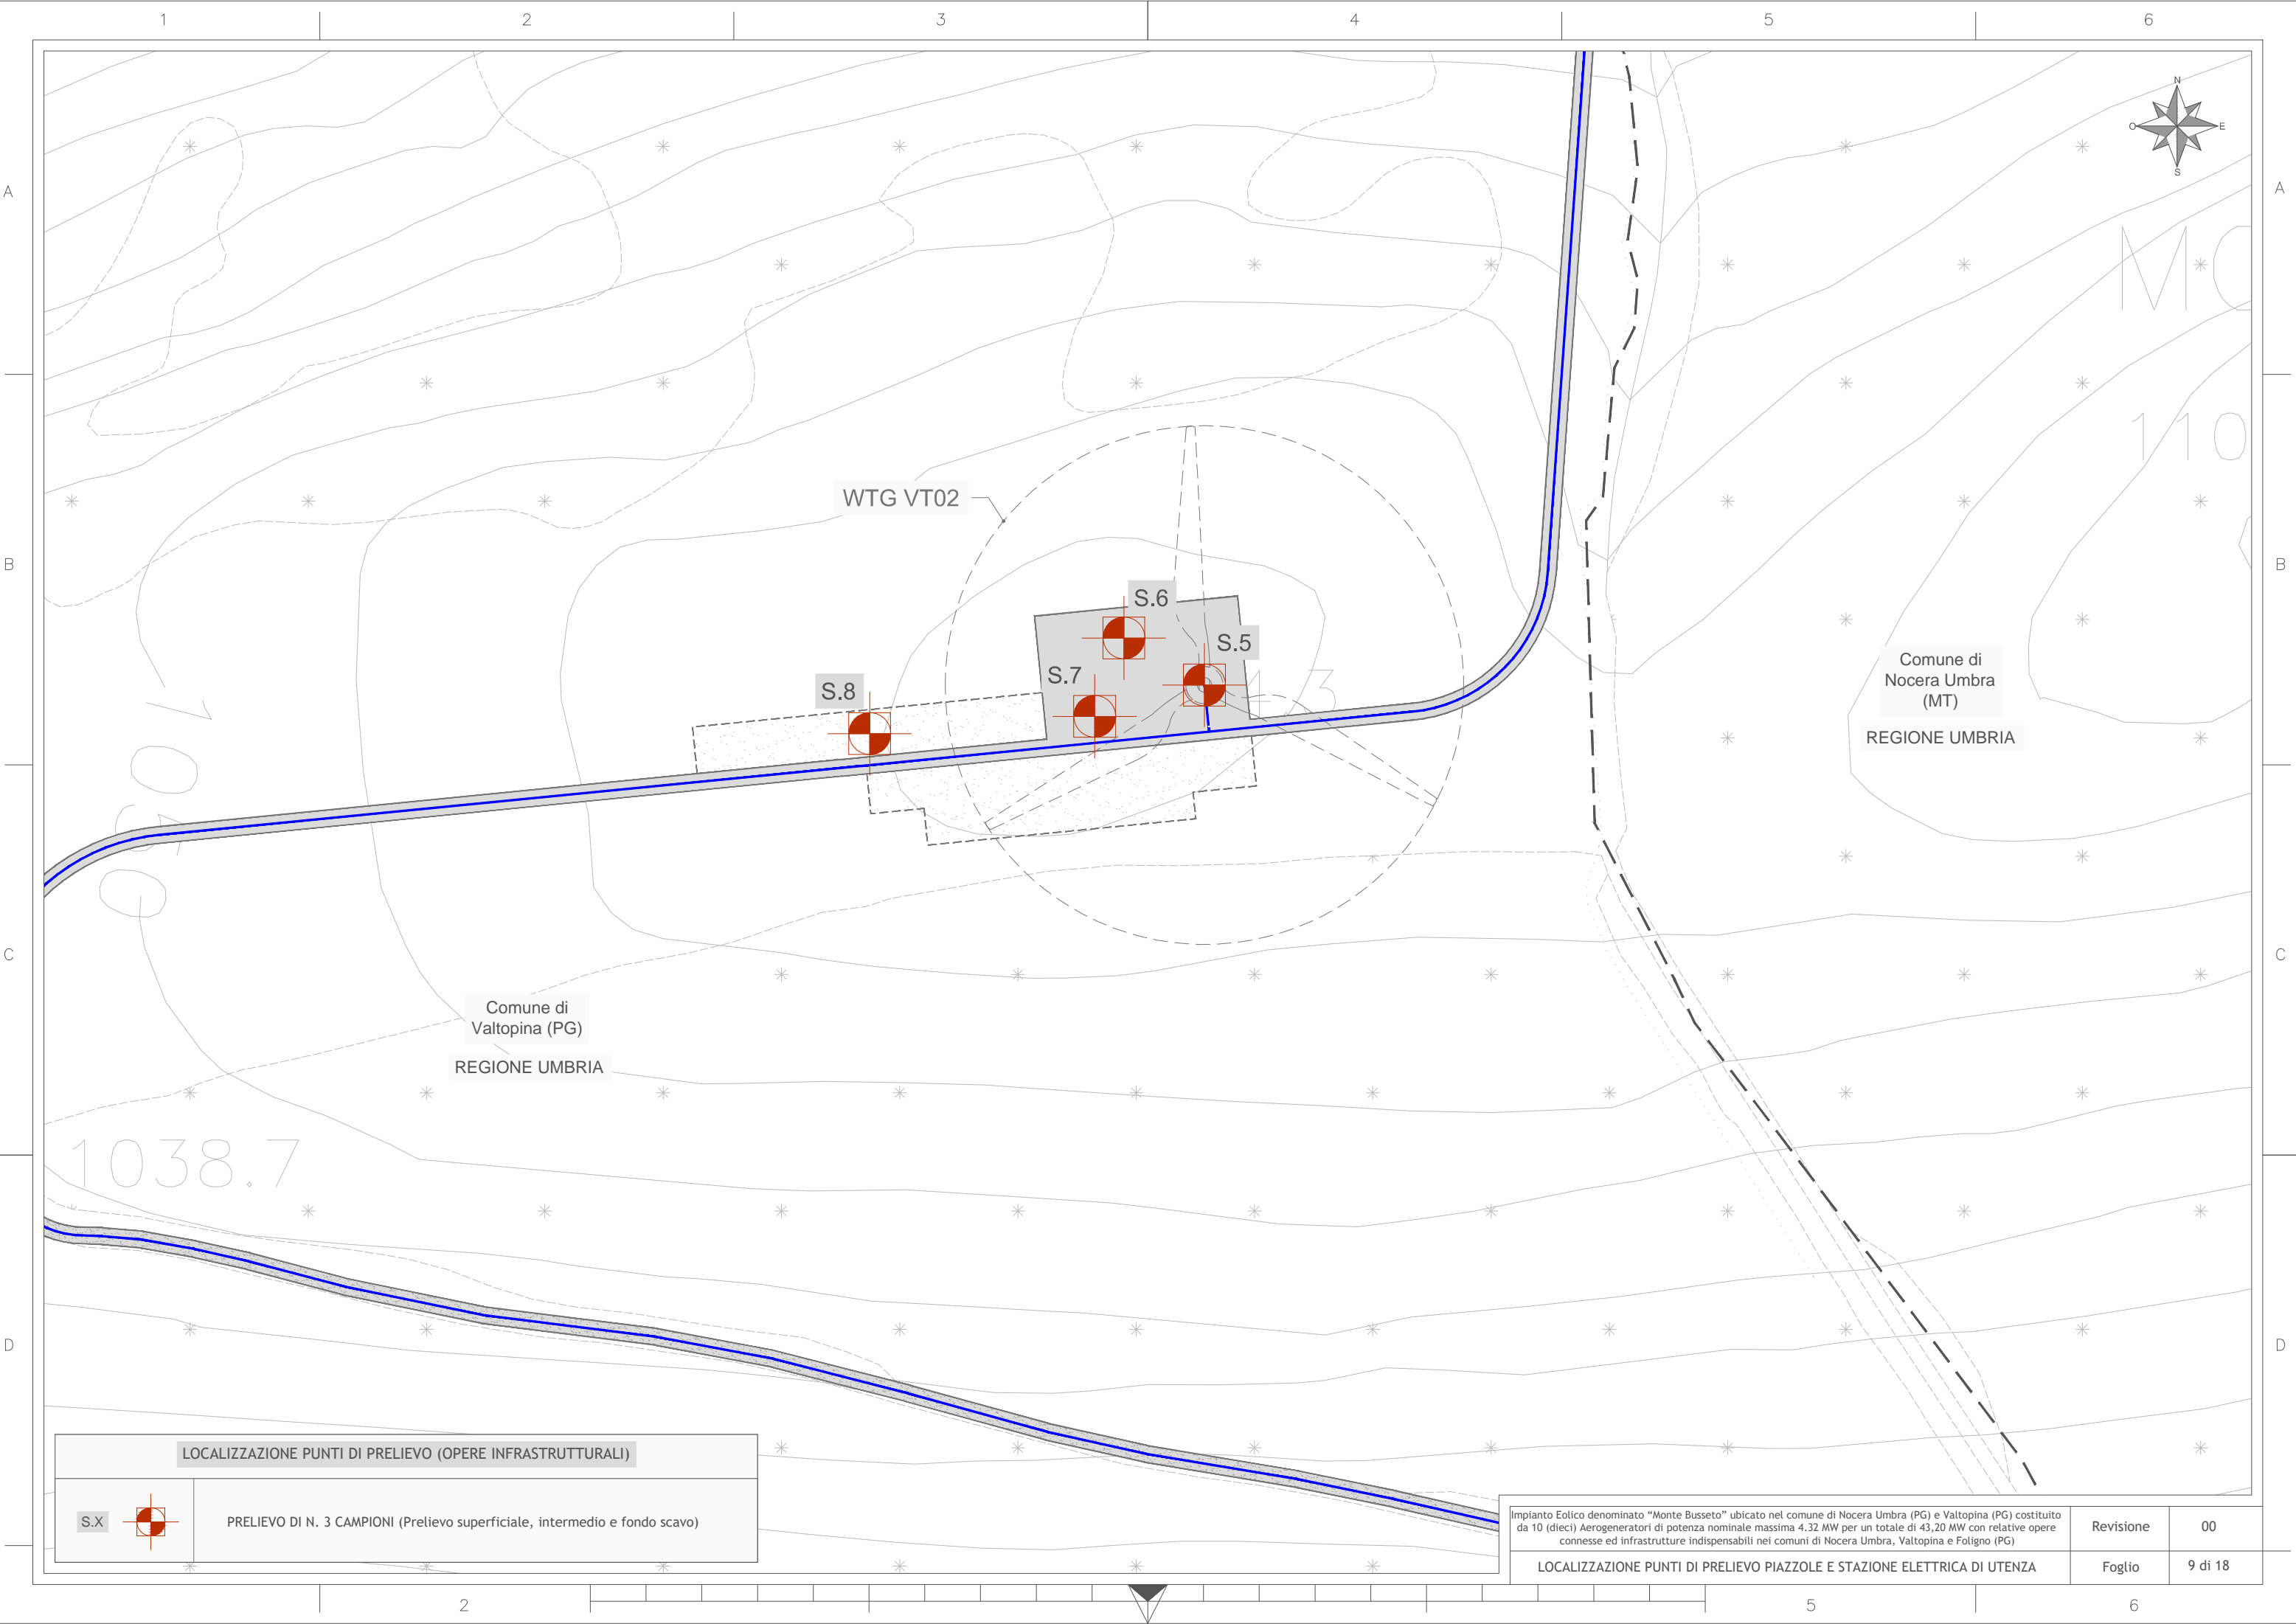 1 2 3 4 5 6
N
O E
S
A A
MO
110
WTG VT02
B B
S.6
S.5
S.7
S.8
Comune di
Nocera Umbra
(MT)
REGIONE UMBRIA
C C
Comune di
Valtopina (PG)
REGIONE UMBRIA
1038.7
D D
LOCALIZZAZIONE PUNTI DI PRELIEVO (OPERE INFRASTRUTTURALI)
S.X PRELIEVO DI N. 3 CAMPIONI (Prelievo superficiale, intermedio e fondo scavo)
Impianto Eolico denominato “Monte Busseto” ubicato nel comune di Nocera Umbra (PG) e Valtopina (PG) costituito
da 10 (dieci) Aerogeneratori di potenza nominale massima 4.32 MW per un totale di 43,20 MW con relative opere
connesse ed infrastrutture indispensabili nei comuni di Nocera Umbra, Valtopina e Foligno (PG)
Revisione 00
LOCALIZZAZIONE PUNTI DI PRELIEVO PIAZZOLE E STAZIONE ELETTRICA DI UTENZA
Foglio 9 di 18
2 5 6